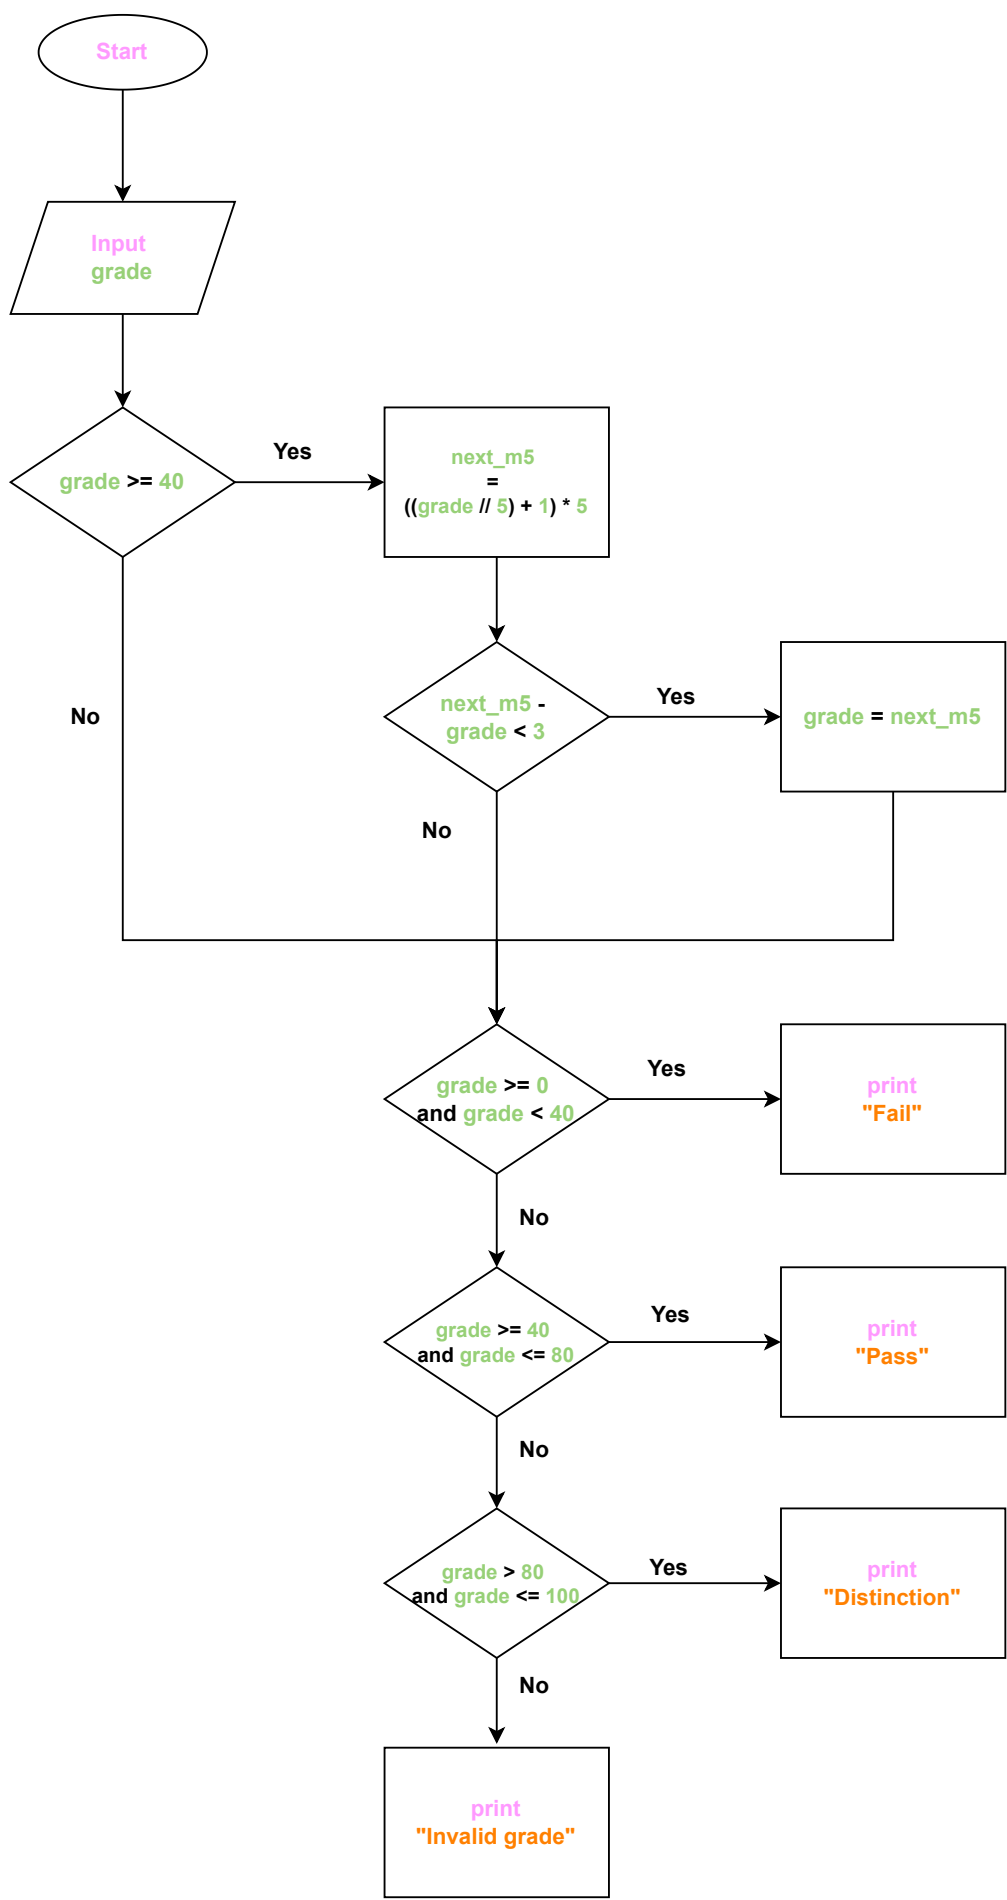 Start
Input
grade
grade >= 40
Yes
next_m5
=
((grade // 5) + 1) * 5
No
next_m5 -
grade < 3
Yes
grade = next_m5
No
grade >= 0
and grade < 40
Yes
print
"Fail"
No
grade >= 40
and grade <= 80
Yes
print
"Pass"
No
grade > 80
and grade <= 100
Yes
print
"Distinction"
No
print
"Invalid grade"